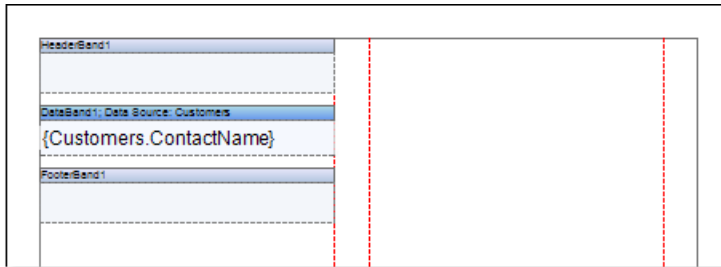 HeaderBand1
DataBand1; Data Source: Customers
{Customers.ContactName}
FooterBand1